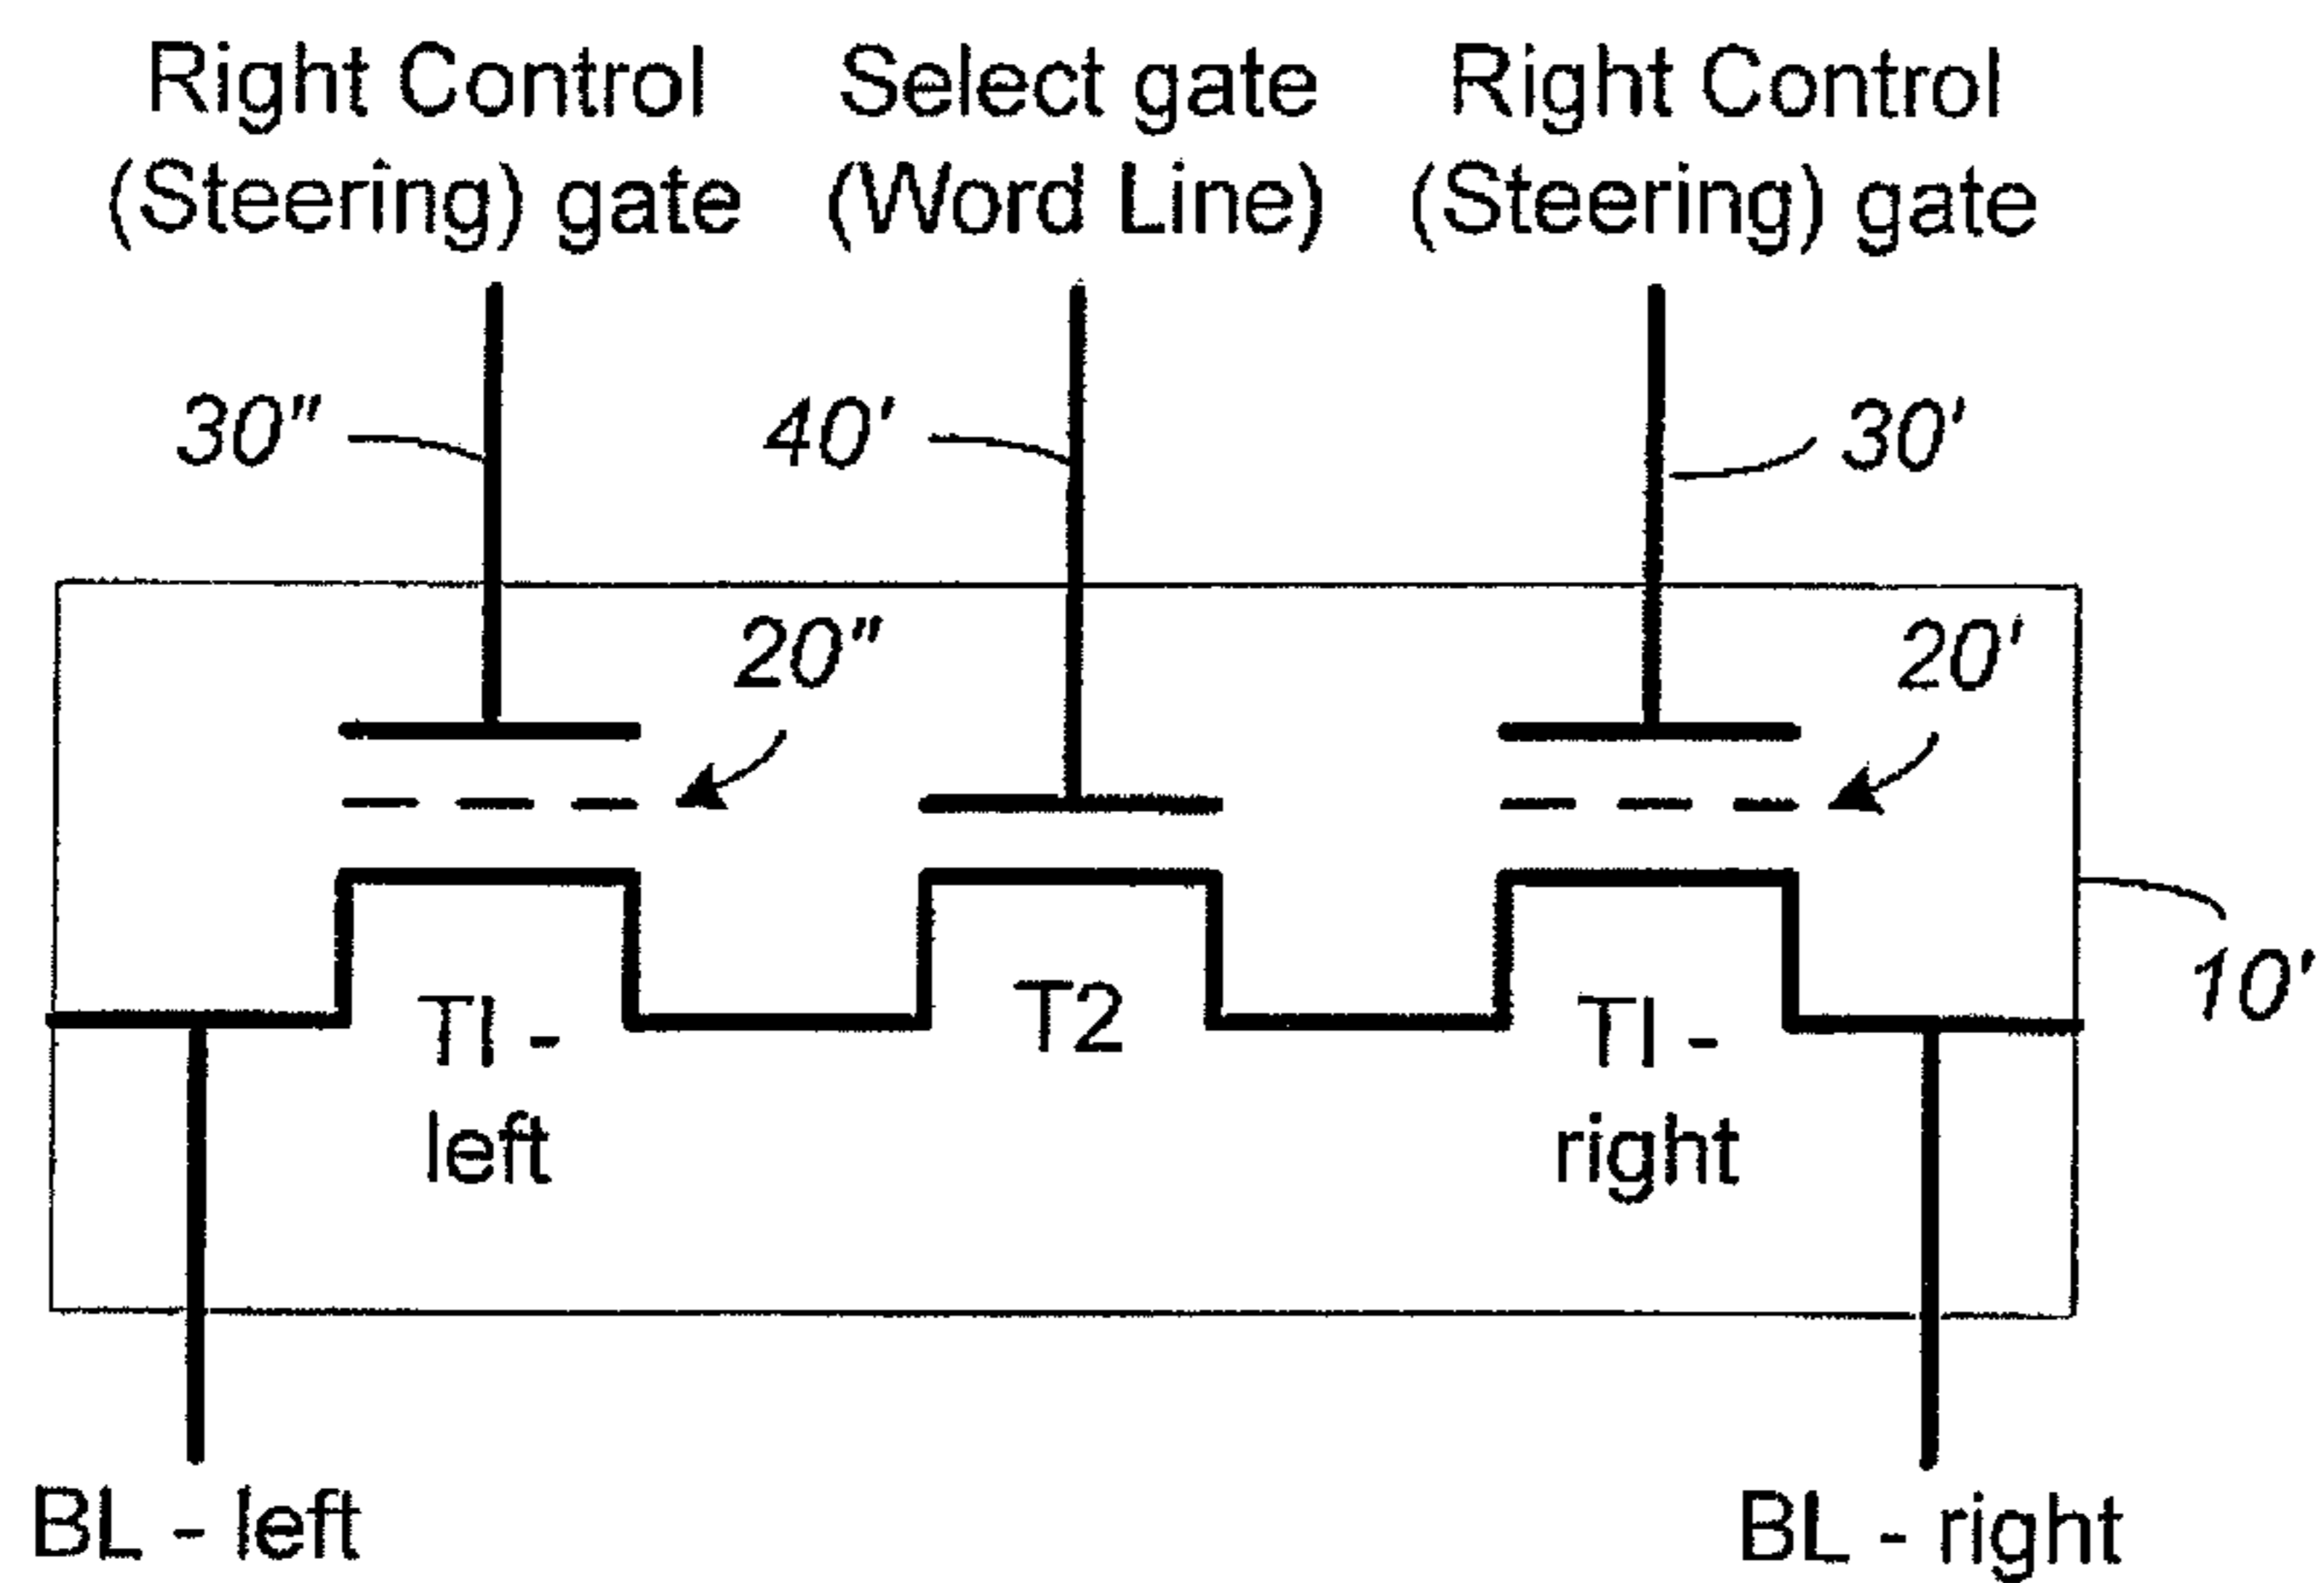 Right Control
(Steering) gate
Select gate
(Word Line)
Right Control
(Steering) gate
30"
40'
30'
20"
20'
10'
TI -
left
T2
TI -
right
BL - left
BL - right